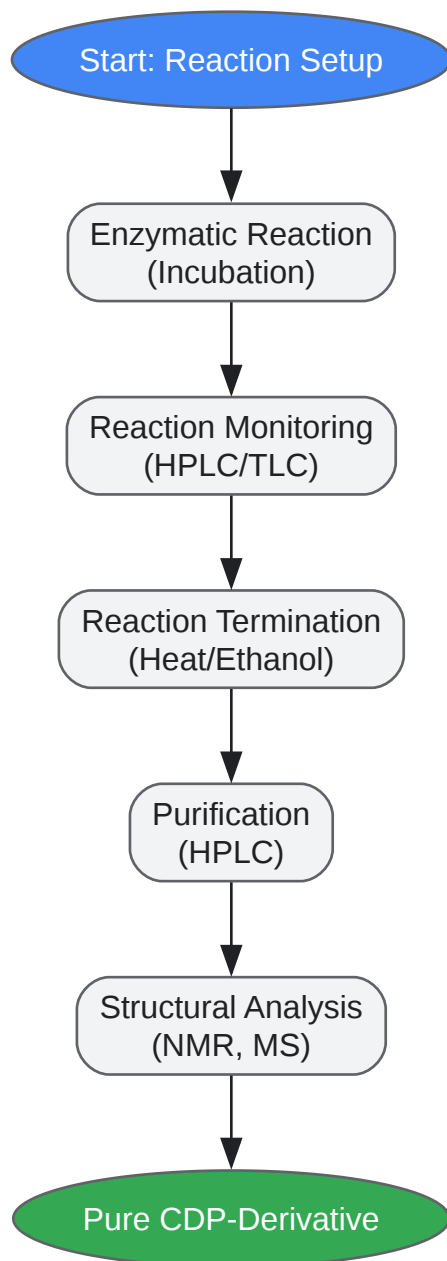 Start: Reaction Setup
Enzymatic Reaction
(Incubation)
Reaction Monitoring
(HPLC/TLC)
Reaction Termination
(Heat/Ethanol)
Purification
(HPLC)
Structural Analysis
(NMR, MS)
Pure CDP-Derivative